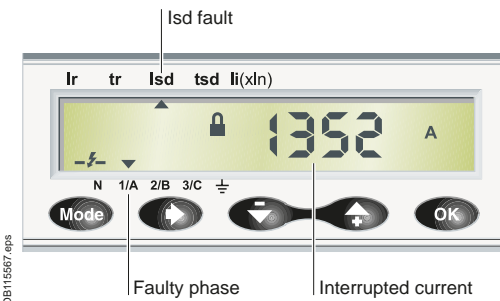 Isd fault
Ir tr Isd tsd Ii(xIn)
1352 A
N 1/A 2/B 3/C
Mode OK
Faulty phase Interrupted current
DB115567.eps